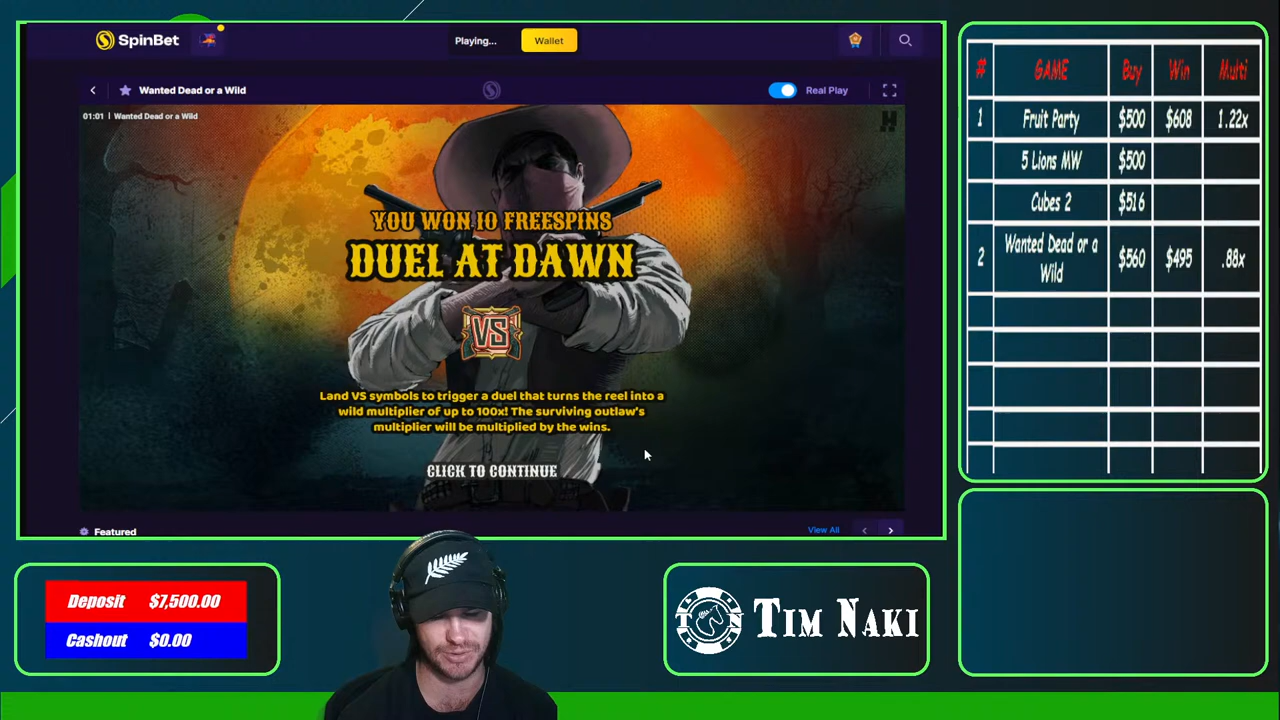 SpinBet
Playing...
Wallet
Wanted Dead or a Wild
Real Play
01:01 | Wanted Dead or a Wild
YOU WON 10 FREESPINS
DUEL AT DAWN
VS
Land VS symbols to trigger a duel that turns the reel into a
wild multiplier of up to 100x! The surviving outlaw's
multiplier will be multiplied by the wins.
CLICK TO CONTINUE
Featured
View All
# GAME Buy Win Multi
1 Fruit Party $500 $608 1.22x
5 Lions MW $500
Cubes 2 $516
2 Wanted Dead or a
Wild $560 $495 .88x
Deposit $7,500.00
Cashout $0.00
TIM NAKI